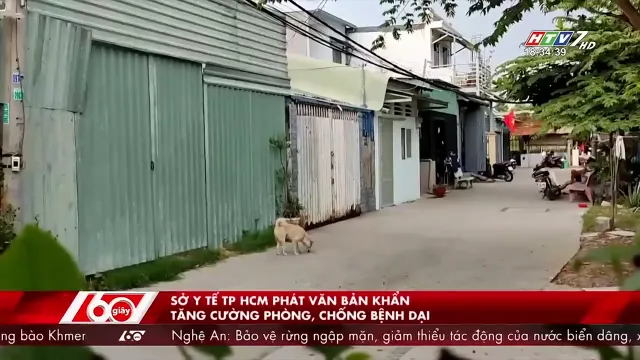 HTV7 HD
18:34:39
SỞ Y TẾ TP HCM PHÁT VĂN BẢN KHẨN
60 giây
TĂNG CƯỜNG PHÒNG, CHỐNG BỆNH DẠI
ng bào Khmer 60 giây Nghệ An: Bảo vệ rừng ngập mặn, giảm thiểu tác động của nước biển dâng, x